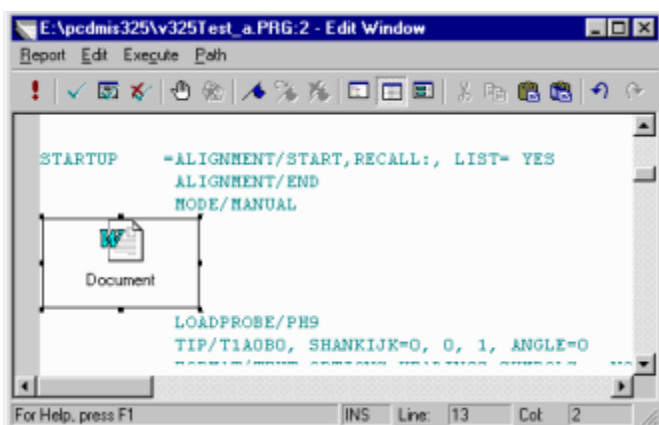 E:\pcdmis325\v325Test_a.PRG:2 - Edit Window
Report Edit Execute Path
STARTUP =ALIGNMENT/START,RECALL:, LIST= YES
ALIGNMENT/END
MODE/MANUAL
Document
LOADPROBE/PH9
TIP/T1A0B0, SHANKIJK=0, 0, 1, ANGLE=0
For Help, press F1 INS Line: 13 Col: 2